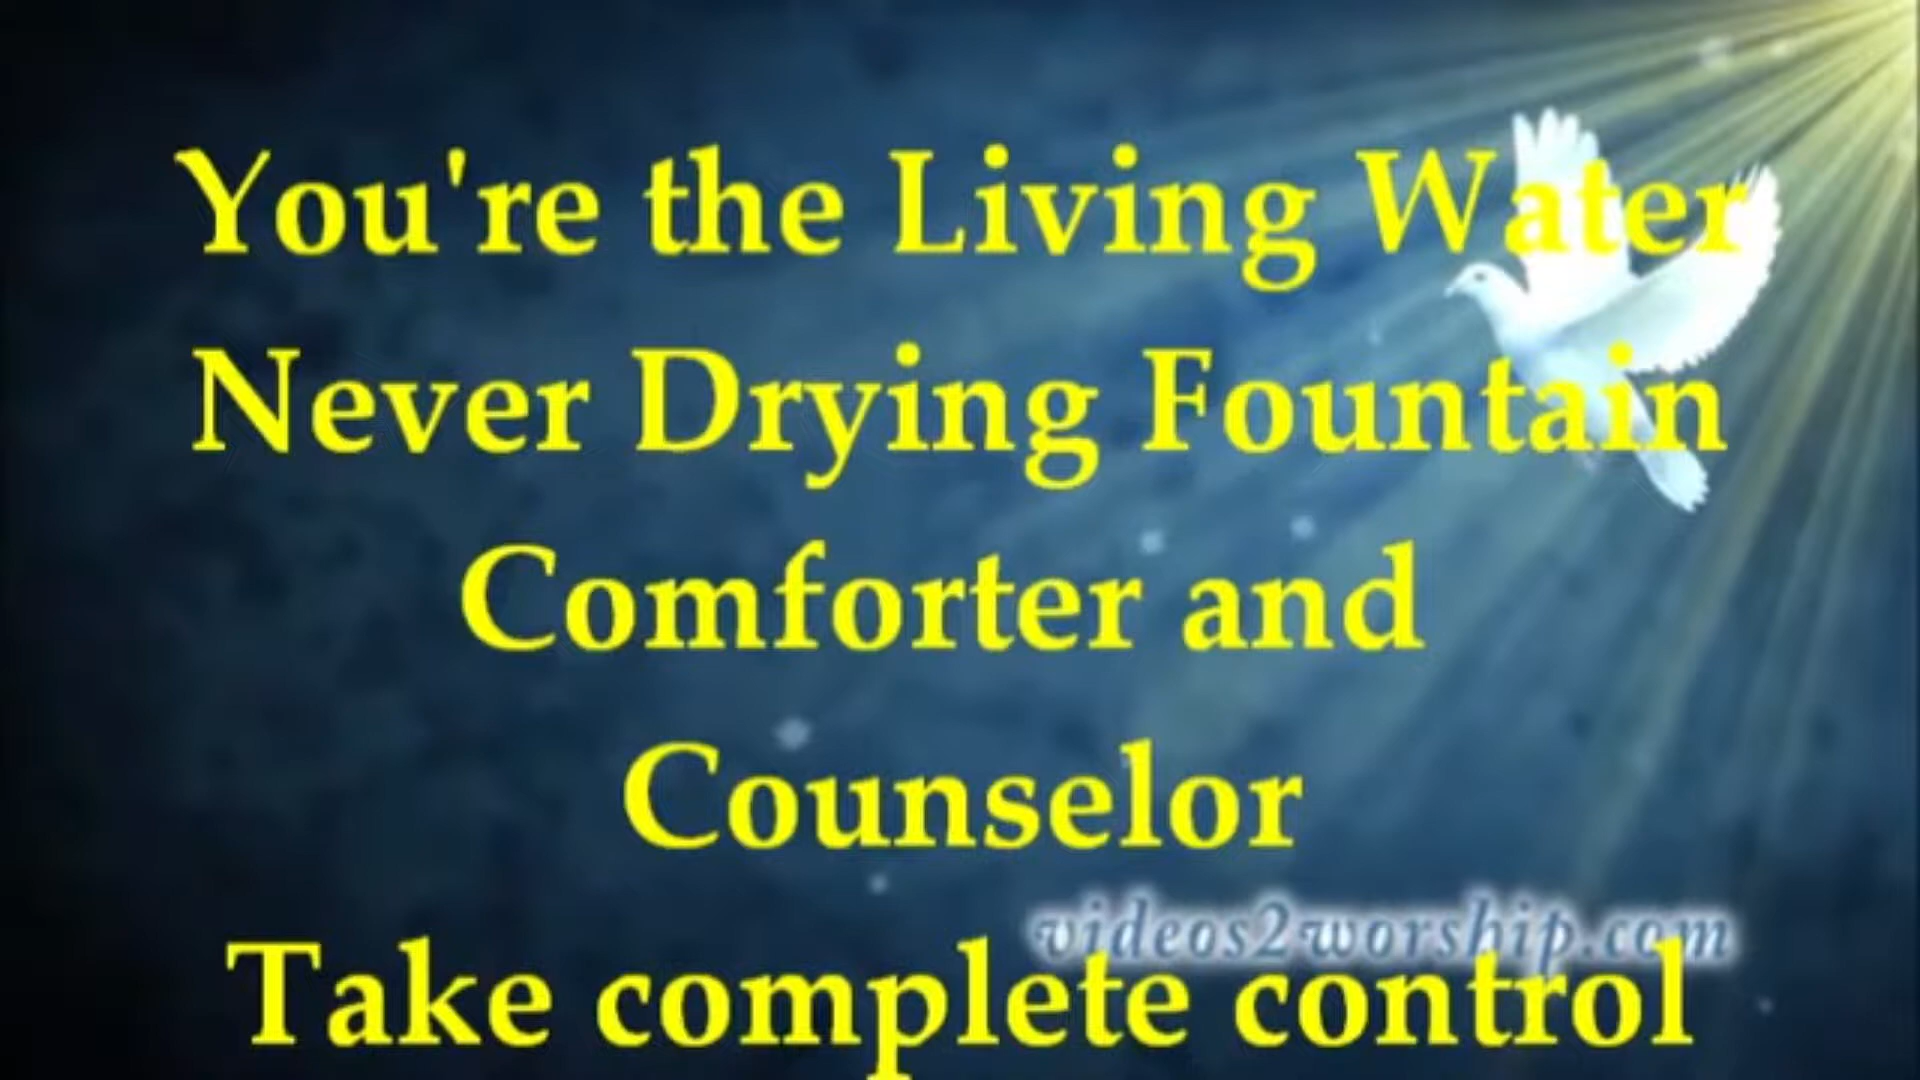 You're the Living Water
Never Drying Fountain
Comforter and
Counselor
videos2worship.com
Take complete control